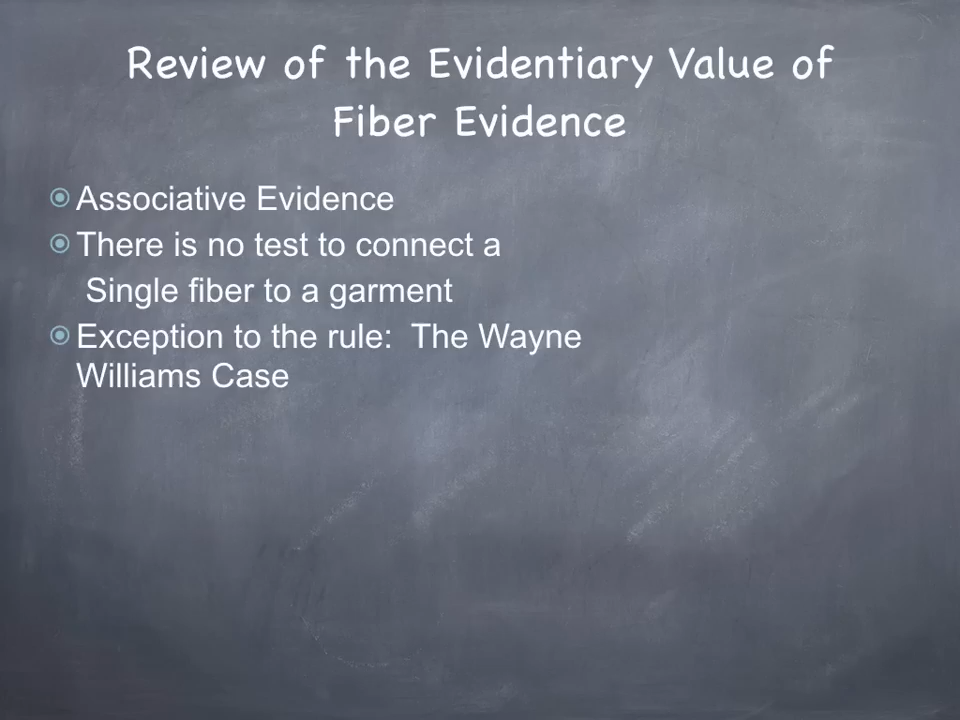 Review of the Evidentiary Value of
Fiber Evidence
Associative Evidence
There is no test to connect a
Single fiber to a garment
Exception to the rule:  The Wayne
Williams Case